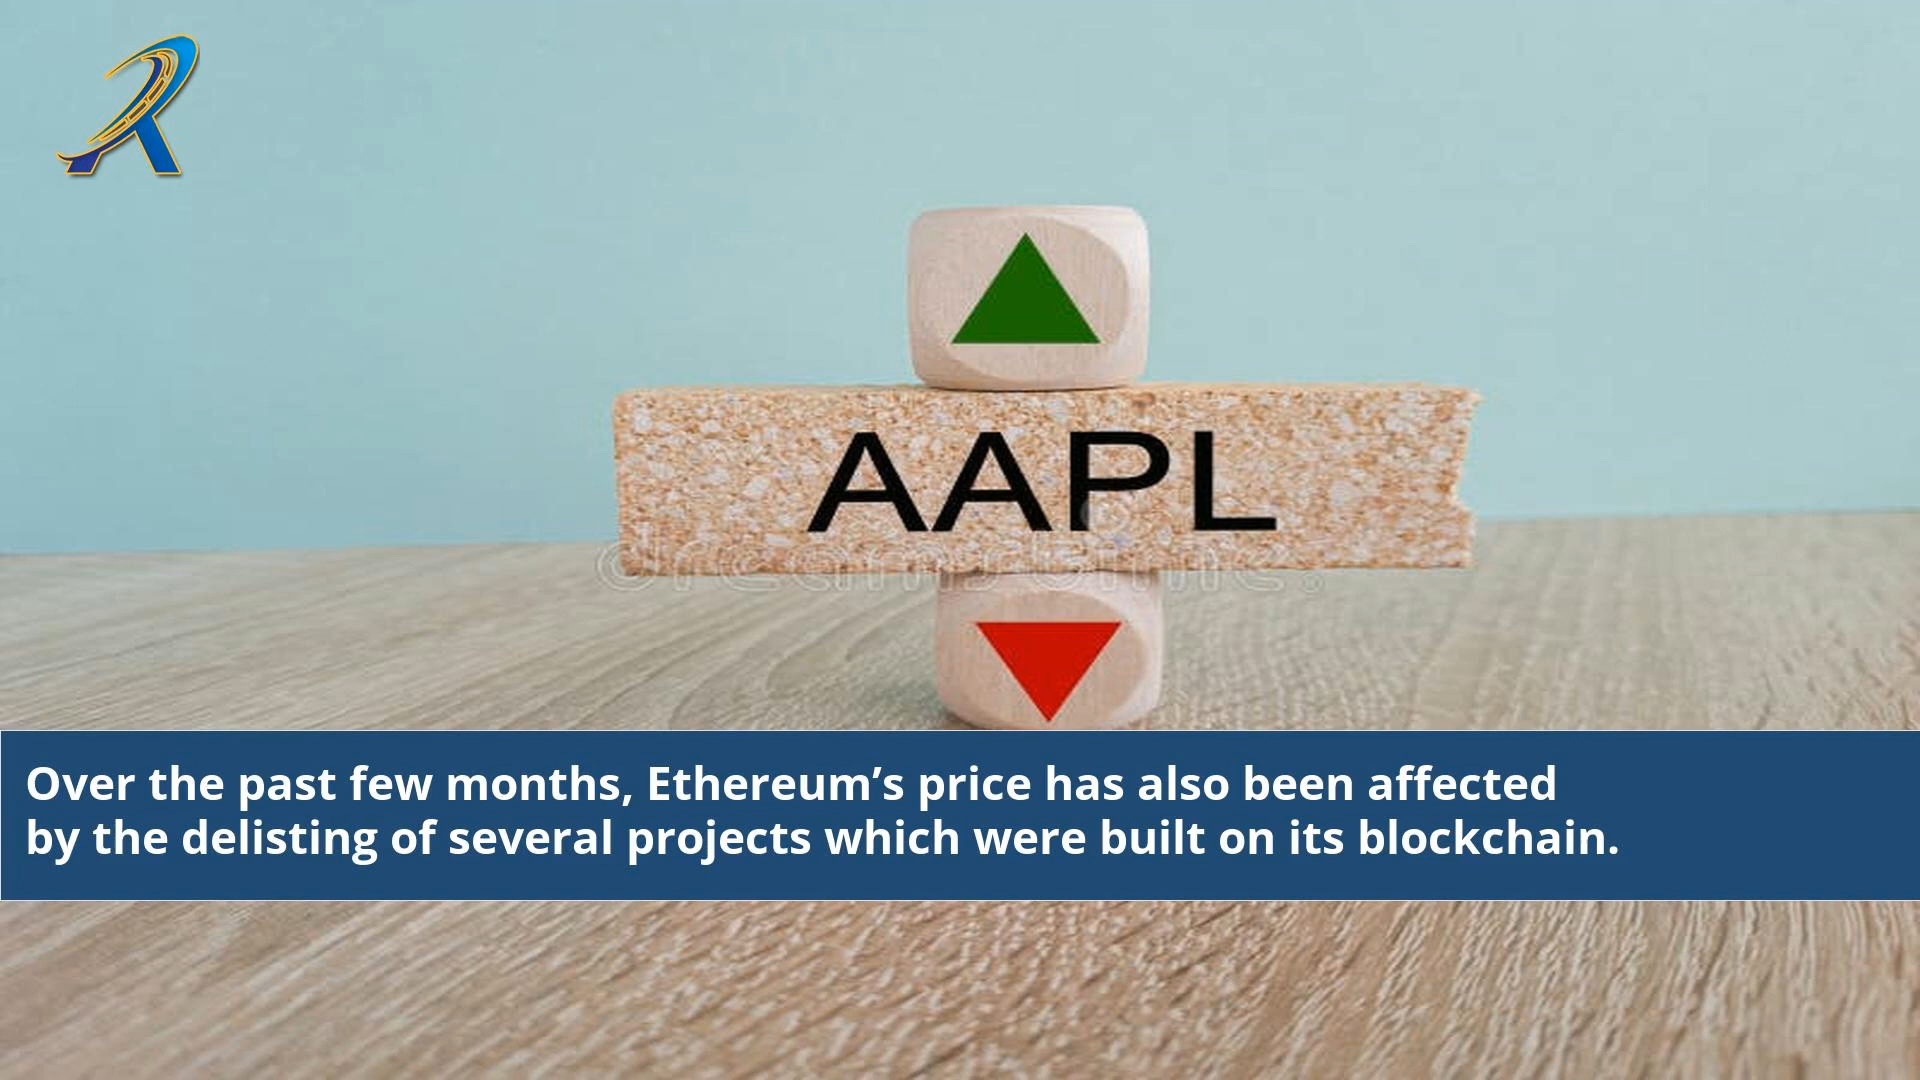 AAPL
dreamstime.
Over the past few months, Ethereum’s price has also been affected
by the delisting of several projects which were built on its blockchain.